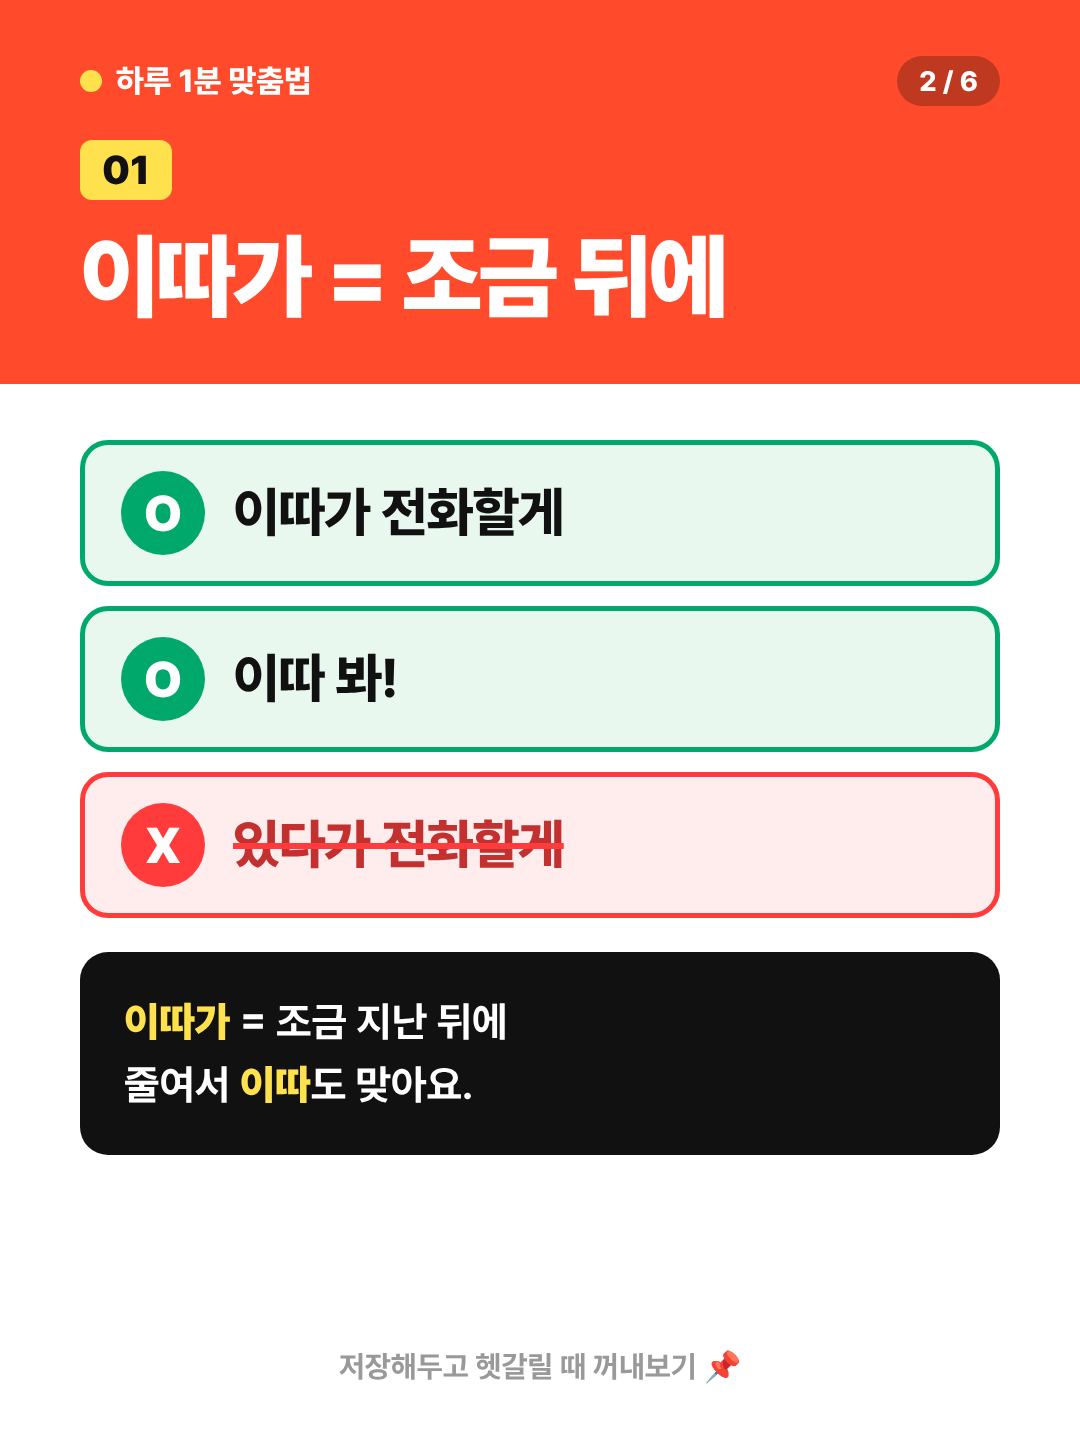 하루 1분 맞춤법
2 / 6
01
이따가 = 조금 뒤에
O 이따가 전화할게
O 이따 봐!
X 있다가 전화할게
이따가 = 조금 지난 뒤에
줄여서 이따도 맞아요.
저장해두고 헷갈릴 때 꺼내보기 📌